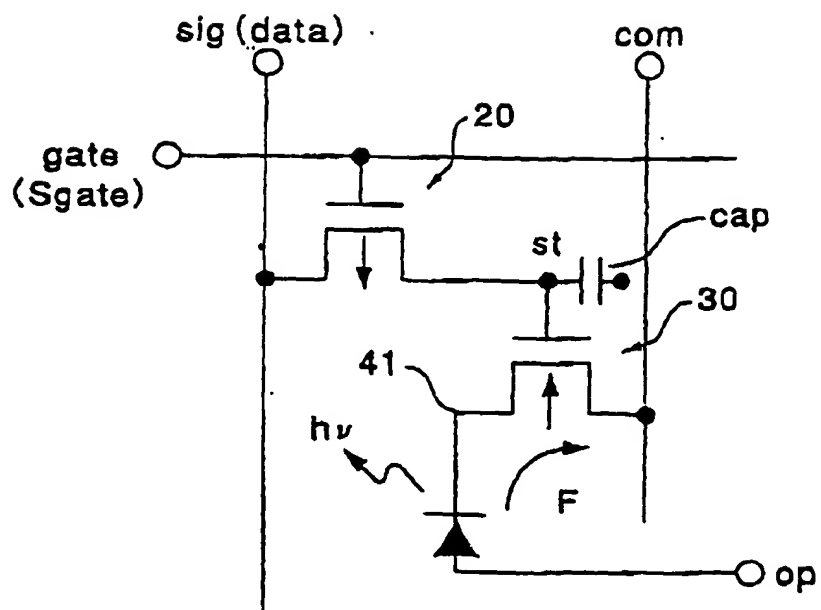 sig (data)
com
20
gate
(Sgate)
cap
st
30
41
hν
F
op